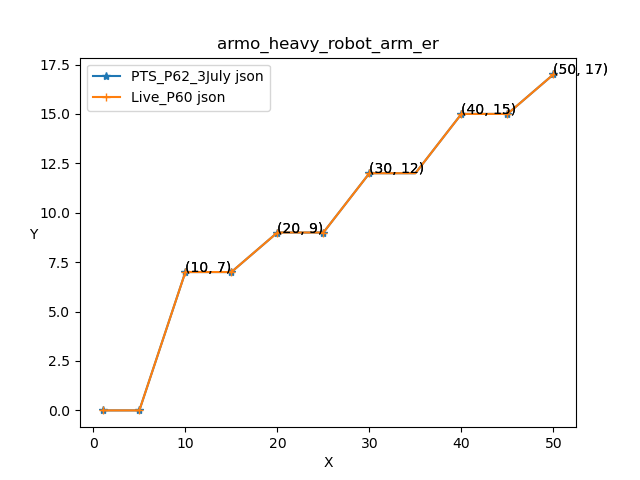 armo_heavy_robot_arm_er
PTS_P62_3July json
Live_P60 json
17.5
15.0
12.5
10.0
7.5
5.0
2.5
0.0
Y
(50, 17)
(40, 15)
(30, 12)
(20, 9)
(10, 7)
0 10 20 30 40 50
X